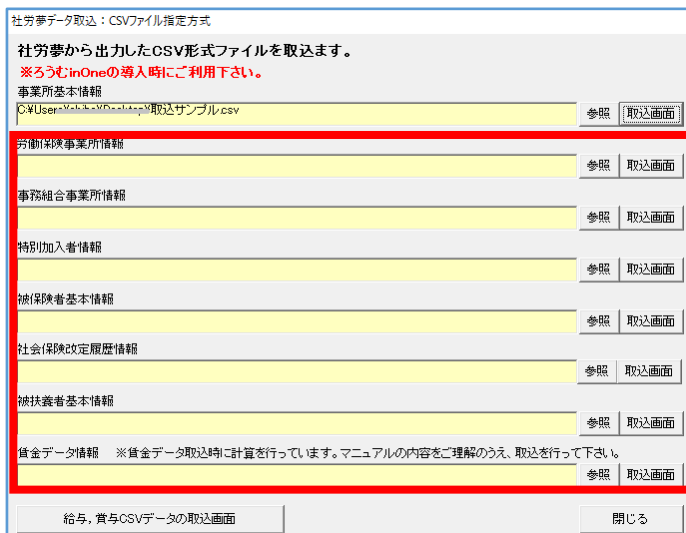 社労夢データ取込：CSVファイル指定方式
社労夢から出力したCSV形式ファイルを取込ます。
※ろうむinOneの導入時にご利用下さい。
事業所基本情報
取込サンプル.csv 参照 取込画面
労働保険事業所情報
参照 取込画面
事務組合事業所情報
参照 取込画面
特別加入者情報
参照 取込画面
被保険者基本情報
参照 取込画面
社会保険改定履歴情報
参照 取込画面
被扶養者基本情報
参照 取込画面
賃金データ情報 ※賃金データ取込時に計算を行っています。マニュアルの内容をご理解のうえ、取込を行って下さい。
参照 取込画面
給与,賞与CSVデータの取込画面 閉じる